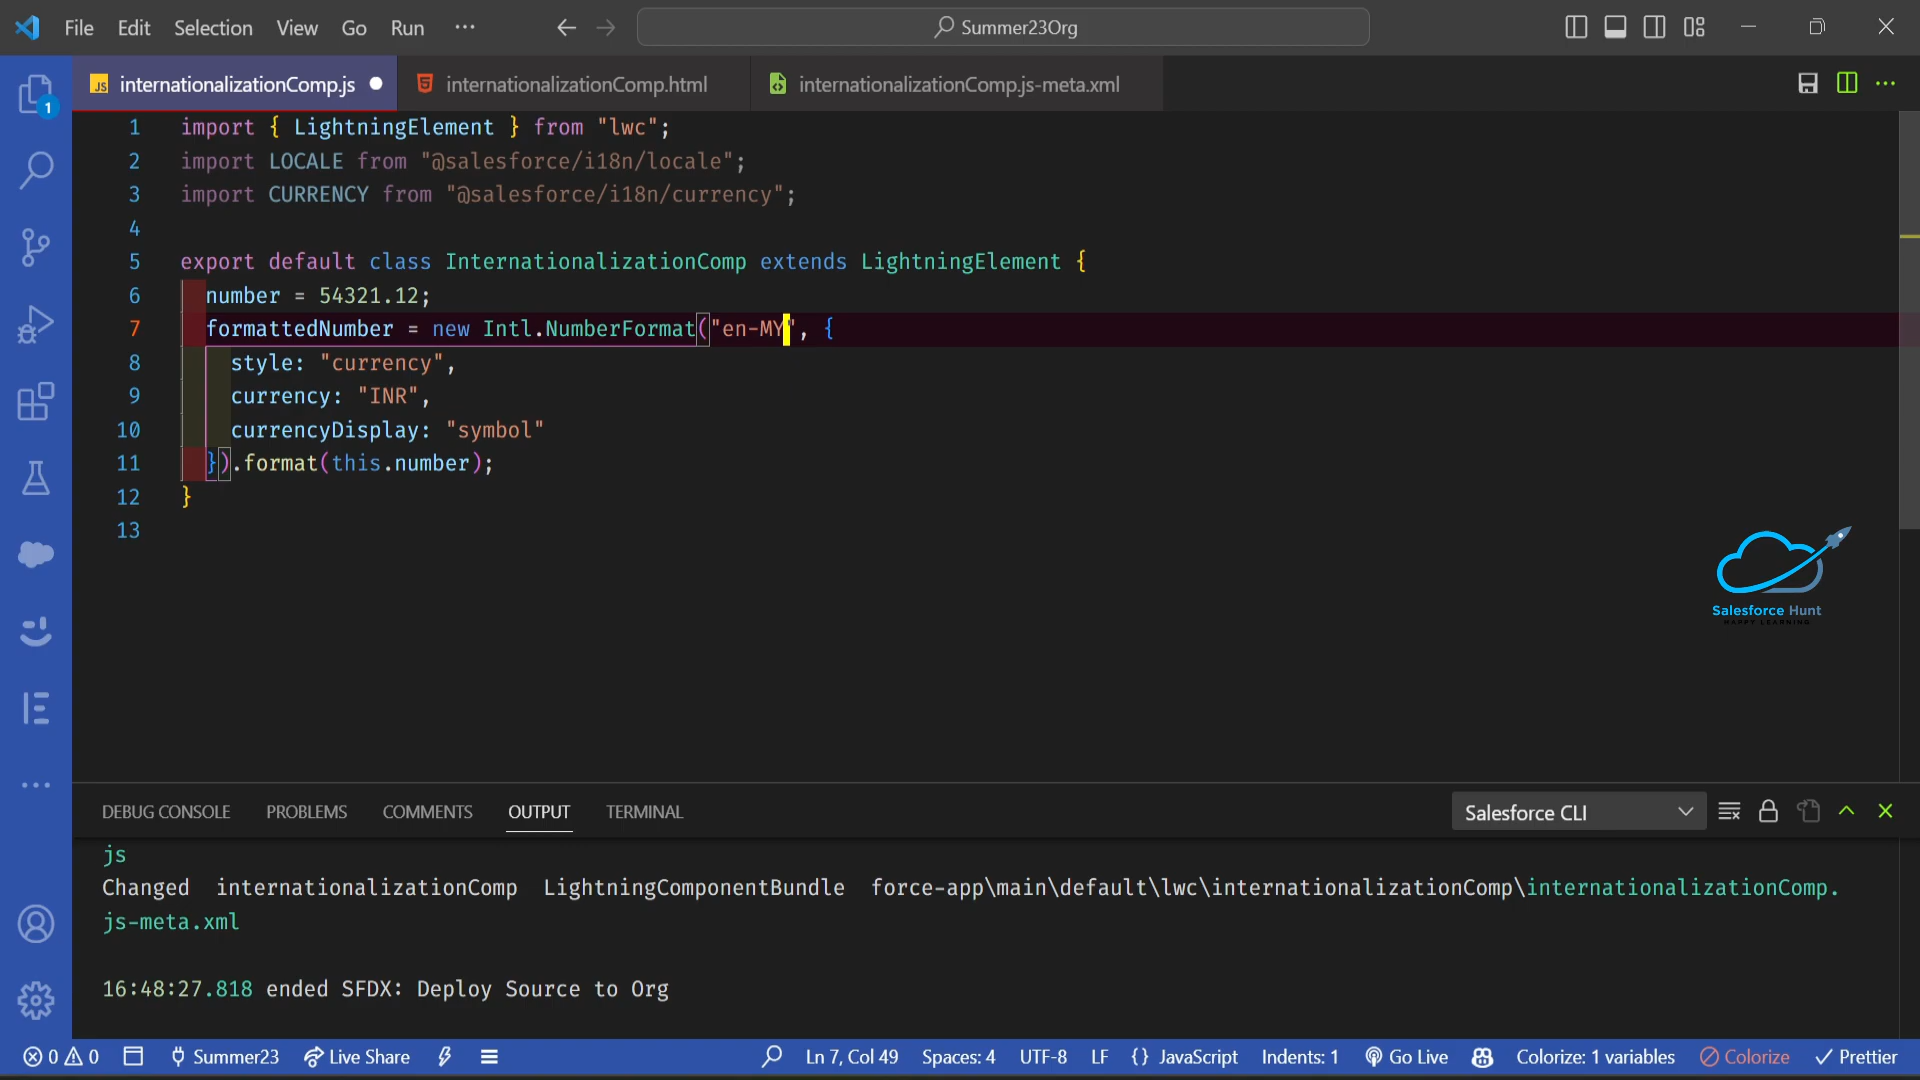 File Edit Selection View Go Run ··· Summer23Org
internationalizationComp.js internationalizationComp.html internationalizationComp.js-meta.xml
1
1 import { LightningElement } from "lwc";
2 import LOCALE from "@salesforce/i18n/locale";
3 import CURRENCY from "@salesforce/i18n/currency";
4
5 export default class InternationalizationComp extends LightningElement {
6 number = 54321.12;
7 formattedNumber = new Intl.NumberFormat("en-MY", {
8 style: "currency",
9 currency: "INR",
10 currencyDisplay: "symbol"
11 }).format(this.number);
12 }
13
Salesforce Hunt
HAPPY LEARNING
DEBUG CONSOLE PROBLEMS COMMENTS OUTPUT TERMINAL Salesforce CLI
js
Changed internationalizationComp LightningComponentBundle force-app\main\default\lwc\internationalizationComp\internationalizationComp.
js-meta.xml
16:48:27.818 ended SFDX: Deploy Source to Org
0 0 Summer23 Live Share Ln 7, Col 49 Spaces: 4 UTF-8 LF {} JavaScript Indents: 1 Go Live Colorize: 1 variables Colorize Prettier